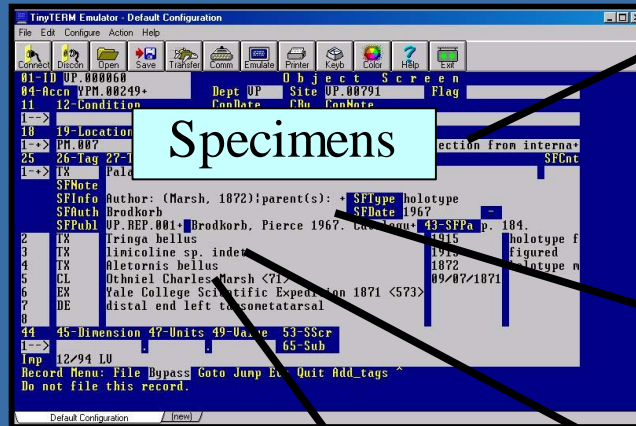 TinyTERM Emulator - Default Configuration
File Edit Configure Action Help
Connect Discon Open Save Transfer Comm Emulate Printer Keyb Color Help Exit
01-ID VP.000060 Object Screen
04-Accn YPM.00249+ Dept VP Site VP.00791 Flag
11 12-Condition ConDate CBy ConNote
1-->
18 19-Location
1-+> PM.007 ection from interna+
25 26-Tag 27-T SFCnt
1-+> TX Pala
Specimens
SFNote
SFInfo Author: (Marsh, 1872)¦parent(s): + SFType holotype
SFAuth Brodkorb SFDate 1967 -
SFPubl VP.REP.001+ Brodkorb, Pierce 1967. + 43-SFPa p. 184.
2 TX Tringa bellus 1915 holotype f
3 TX limicoline sp. indet 1915 figured
4 TX Aletornis bellus 1872 holotype m
5 CL Othniel Charles Marsh <71> 09/07/1871
6 EX Yale College Scientific Expedition 1871 <573>
7 DE distal end left tarsometatarsal
8
44 45-Dimension 47-Units 49-Value 53-SScr
1--> . . 65-Sub
Imp 12/94 LV
Record Menu: File Bypass Goto Jump Quit Add_tags ^
Do not file this record.
Default Configuration (new)